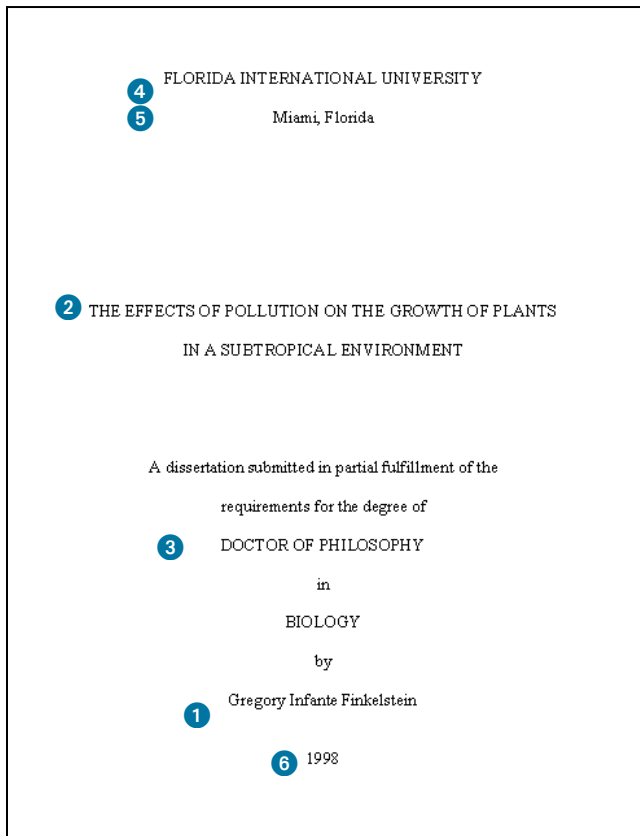 4 FLORIDA INTERNATIONAL UNIVERSITY
5 Miami, Florida
2 THE EFFECTS OF POLLUTION ON THE GROWTH OF PLANTS
IN A SUBTROPICAL ENVIRONMENT
A dissertation submitted in partial fulfillment of the
requirements for the degree of
3 DOCTOR OF PHILOSOPHY
in
BIOLOGY
by
1 Gregory Infante Finkelstein
6 1998